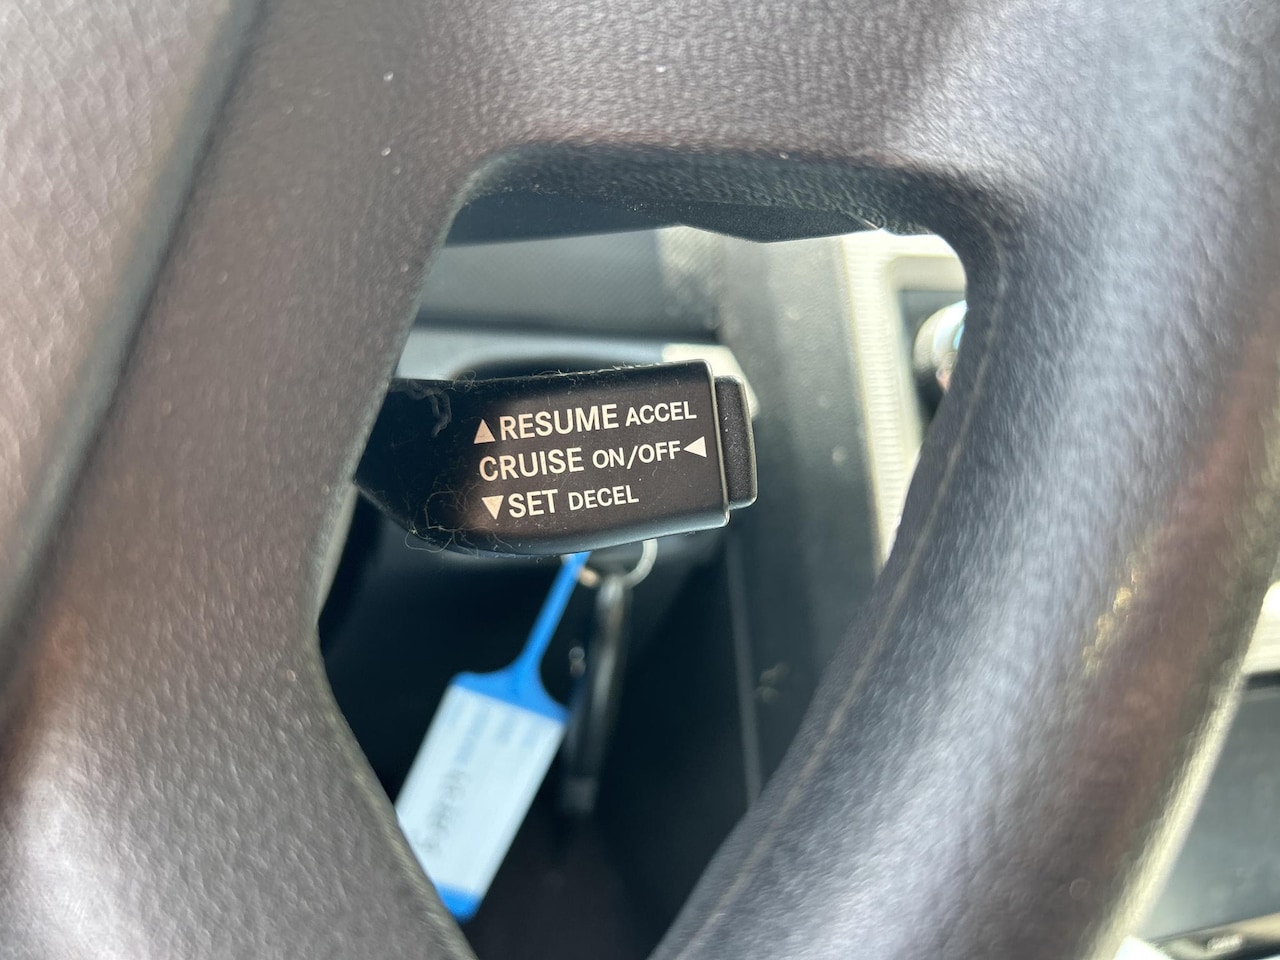 ▲RESUME ACCEL
CRUISE ON/OFF◀
▼SET DECEL